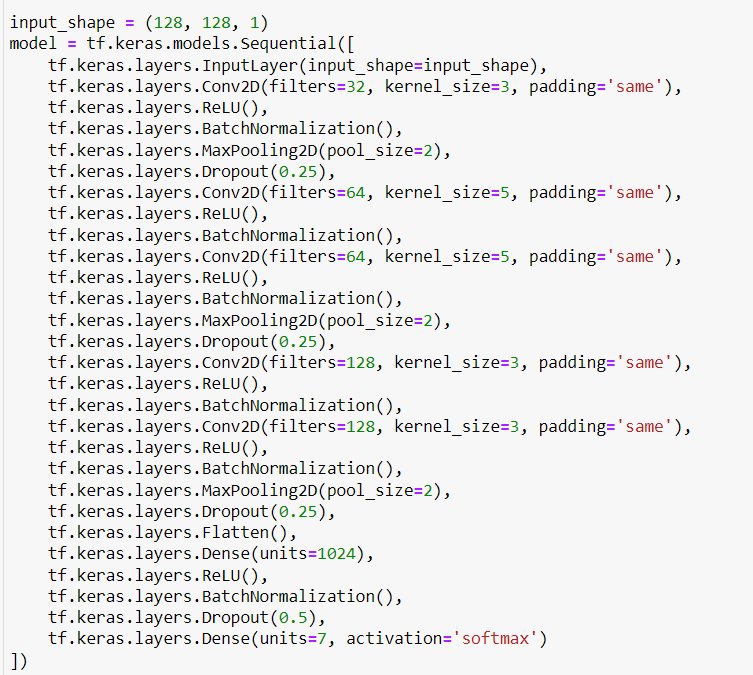 input_shape = (128, 128, 1)
model = tf.keras.models.Sequential([
    tf.keras.layers.InputLayer(input_shape=input_shape),
    tf.keras.layers.Conv2D(filters=32, kernel_size=3, padding='same'),
    tf.keras.layers.ReLU(),
    tf.keras.layers.BatchNormalization(),
    tf.keras.layers.MaxPooling2D(pool_size=2),
    tf.keras.layers.Dropout(0.25),
    tf.keras.layers.Conv2D(filters=64, kernel_size=5, padding='same'),
    tf.keras.layers.ReLU(),
    tf.keras.layers.BatchNormalization(),
    tf.keras.layers.Conv2D(filters=64, kernel_size=5, padding='same'),
    tf.keras.layers.ReLU(),
    tf.keras.layers.BatchNormalization(),
    tf.keras.layers.MaxPooling2D(pool_size=2),
    tf.keras.layers.Dropout(0.25),
    tf.keras.layers.Conv2D(filters=128, kernel_size=3, padding='same'),
    tf.keras.layers.ReLU(),
    tf.keras.layers.BatchNormalization(),
    tf.keras.layers.Conv2D(filters=128, kernel_size=3, padding='same'),
    tf.keras.layers.ReLU(),
    tf.keras.layers.BatchNormalization(),
    tf.keras.layers.MaxPooling2D(pool_size=2),
    tf.keras.layers.Dropout(0.25),
    tf.keras.layers.Flatten(),
    tf.keras.layers.Dense(units=1024),
    tf.keras.layers.ReLU(),
    tf.keras.layers.BatchNormalization(),
    tf.keras.layers.Dropout(0.5),
    tf.keras.layers.Dense(units=7, activation='softmax')
])